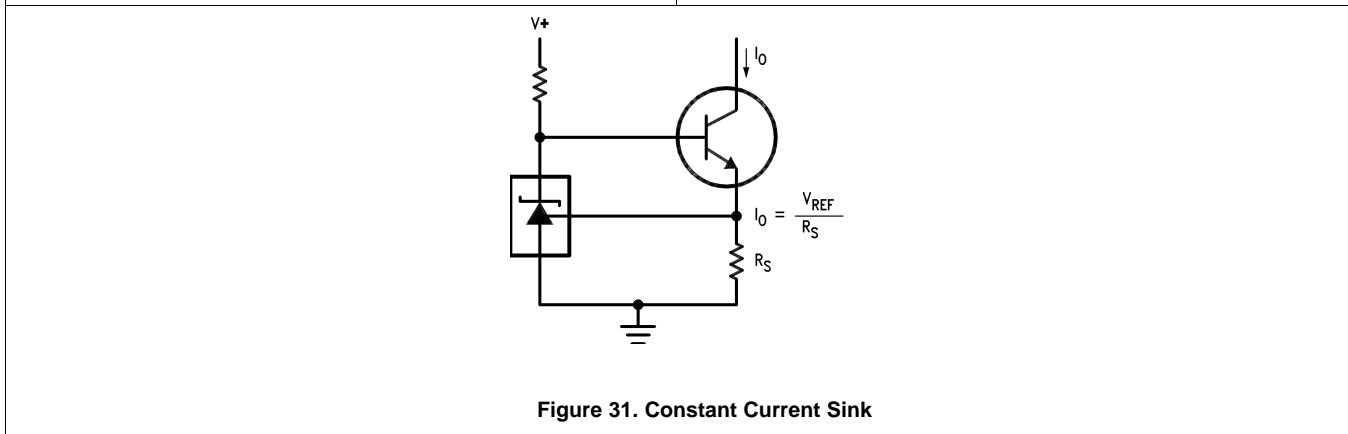 V+
I_O
I_O = V_REF / R_S
R_S
Figure 31. Constant Current Sink